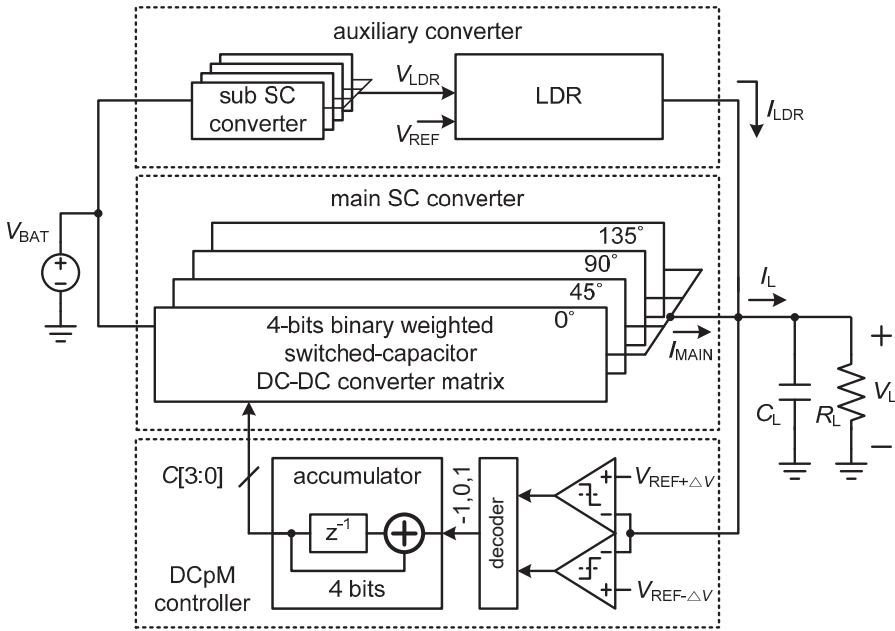 auxiliary converter
sub SC
converter
V_LDR
V_REF
LDR
I_LDR
main SC converter
135°
90°
45°
0°
4-bits binary weighted
switched-capacitor
DC-DC converter matrix
V_BAT
+
−
I_MAIN
I_L
C_L
R_L
+
V_L
−
C[3:0]
accumulator
z^-1
+
4 bits
-1,0,1
decoder
+
−
V_REF+△V
−
+
V_REF-△V
DCpM
controller